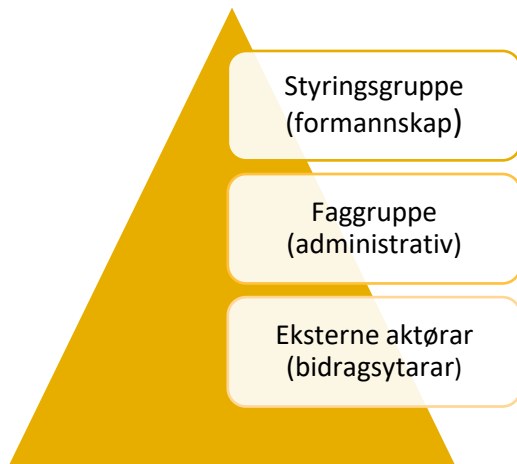 Styringsgruppe
(formannskap)
Faggruppe
(administrativ)
Eksterne aktørar
(bidragsytarar)